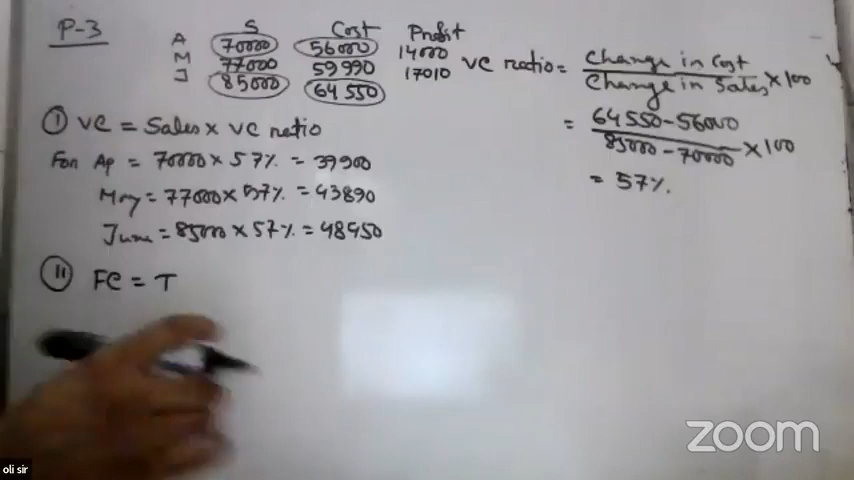 P-3
S Cost Profit
A 70000 56000 14000
M 77000 59990 17010
J 85000 64550
VC ratio = Change in Cost / Change in Sales × 100
= 64550-56000 / 85000-70000 × 100
= 57%.
I VC = Sales × VC ratio
For Ap = 70000 × 57% = 39900
May = 77000 × 57% = 43890
June = 85000 × 57% = 48450
II FC = T
zoom
oli sir